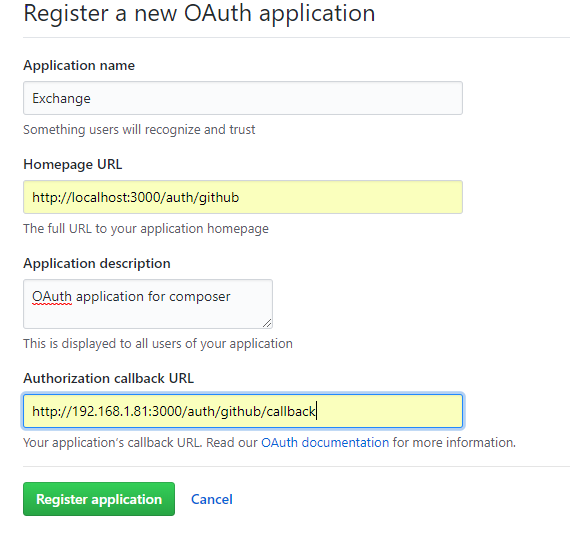 Register a new OAuth application
Application name
Exchange
Something users will recognize and trust
Homepage URL
http://localhost:3000/auth/github
The full URL to your application homepage
Application description
OAuth application for composer
This is displayed to all users of your application
Authorization callback URL
http://192.168.1.81:3000/auth/github/callback
Your application's callback URL. Read our OAuth documentation for more information.
Register application Cancel